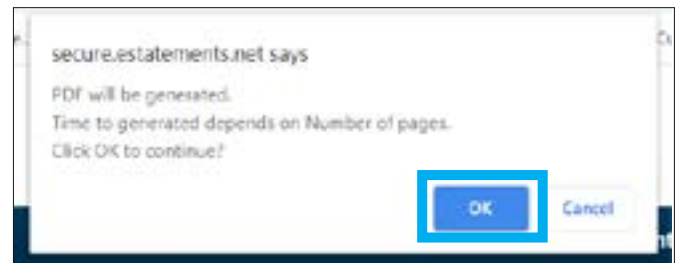 secure.estatements.net says
PDF will be generated.
Time to generated depends on Number of pages.
Click OK to continue?
OK Cancel